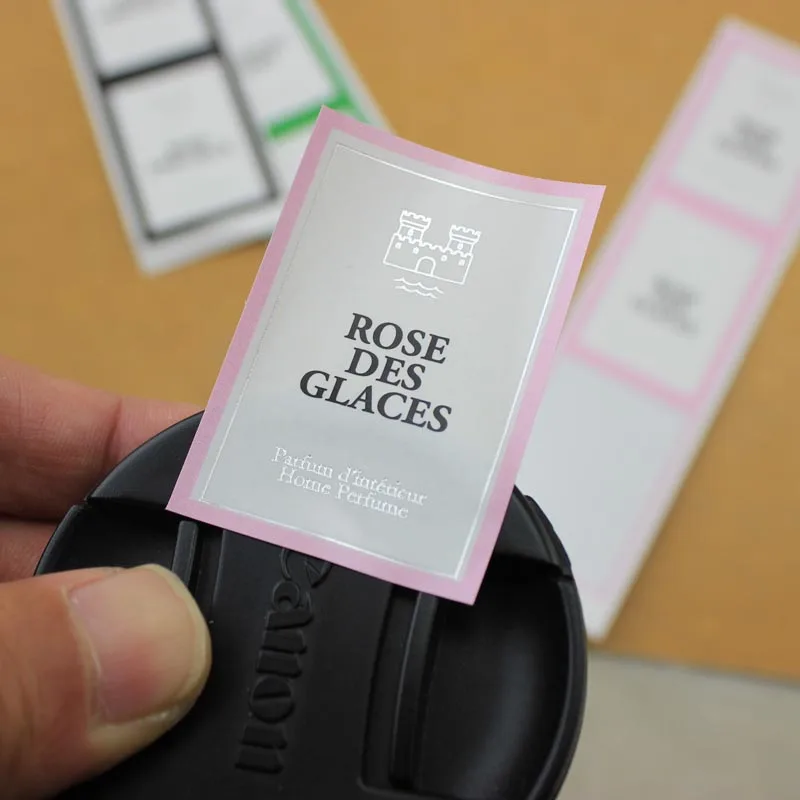 ROSE
DES
GLACES
Parfum d'intérieur
Home Perfume
Canon